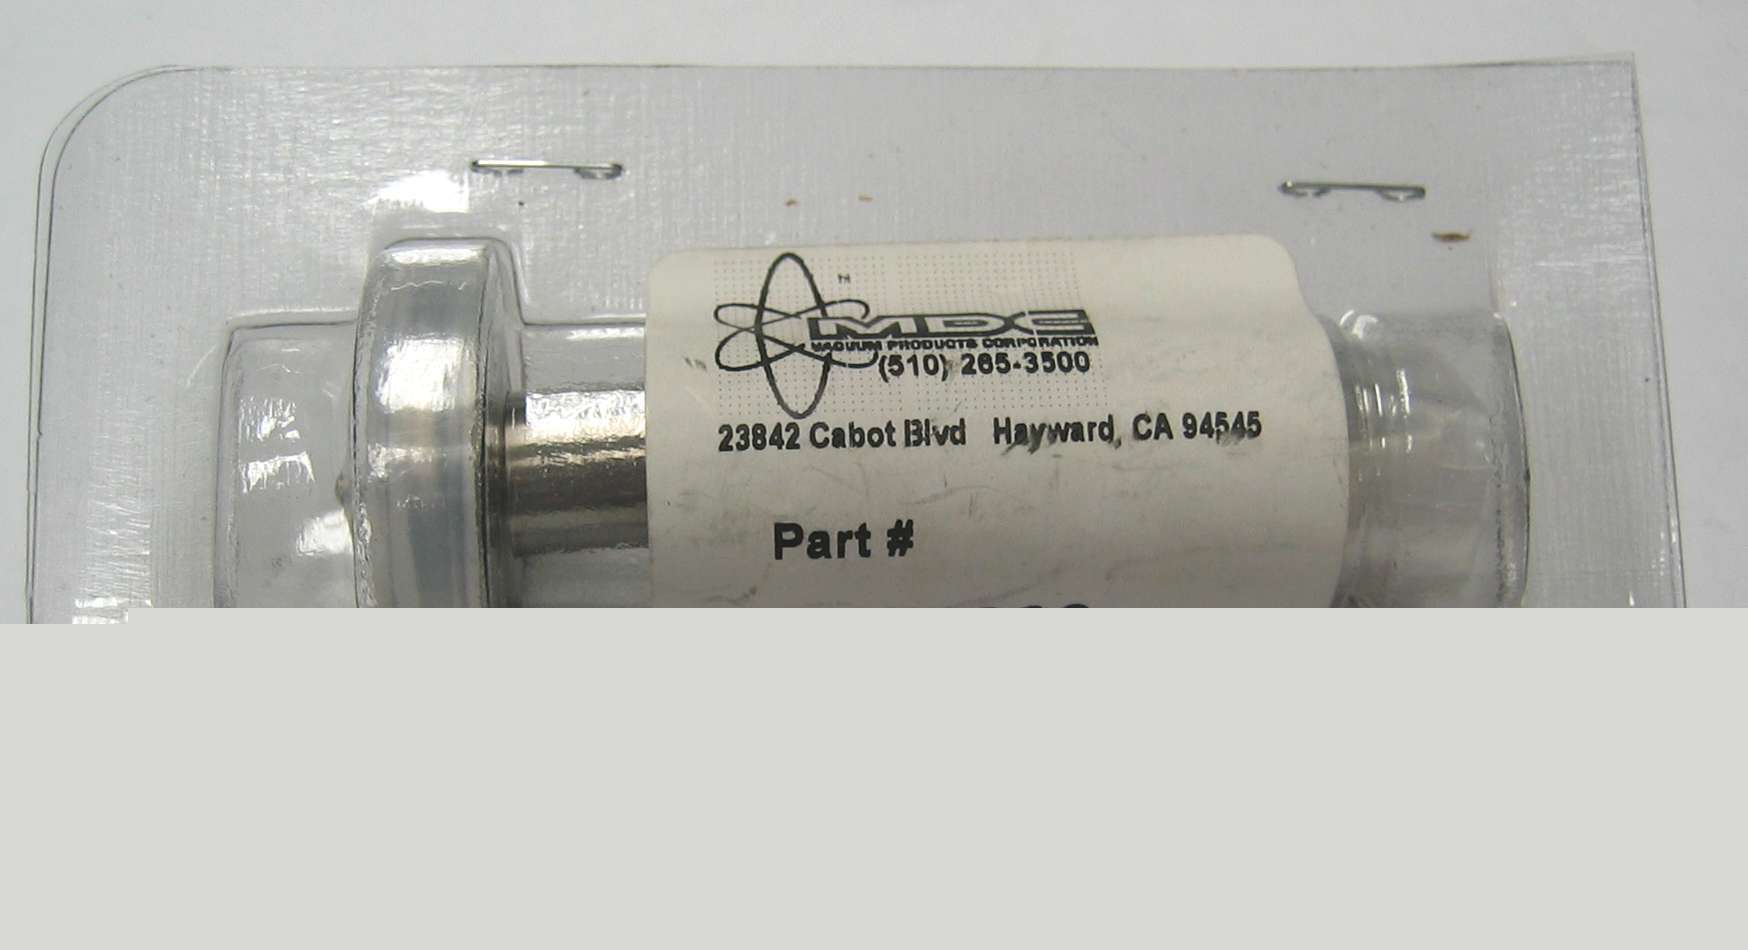 MDC
VACUUM PRODUCTS CORPORATION
(510) 265-3500
23842 Cabot Blvd Hayward, CA 94545
Part #